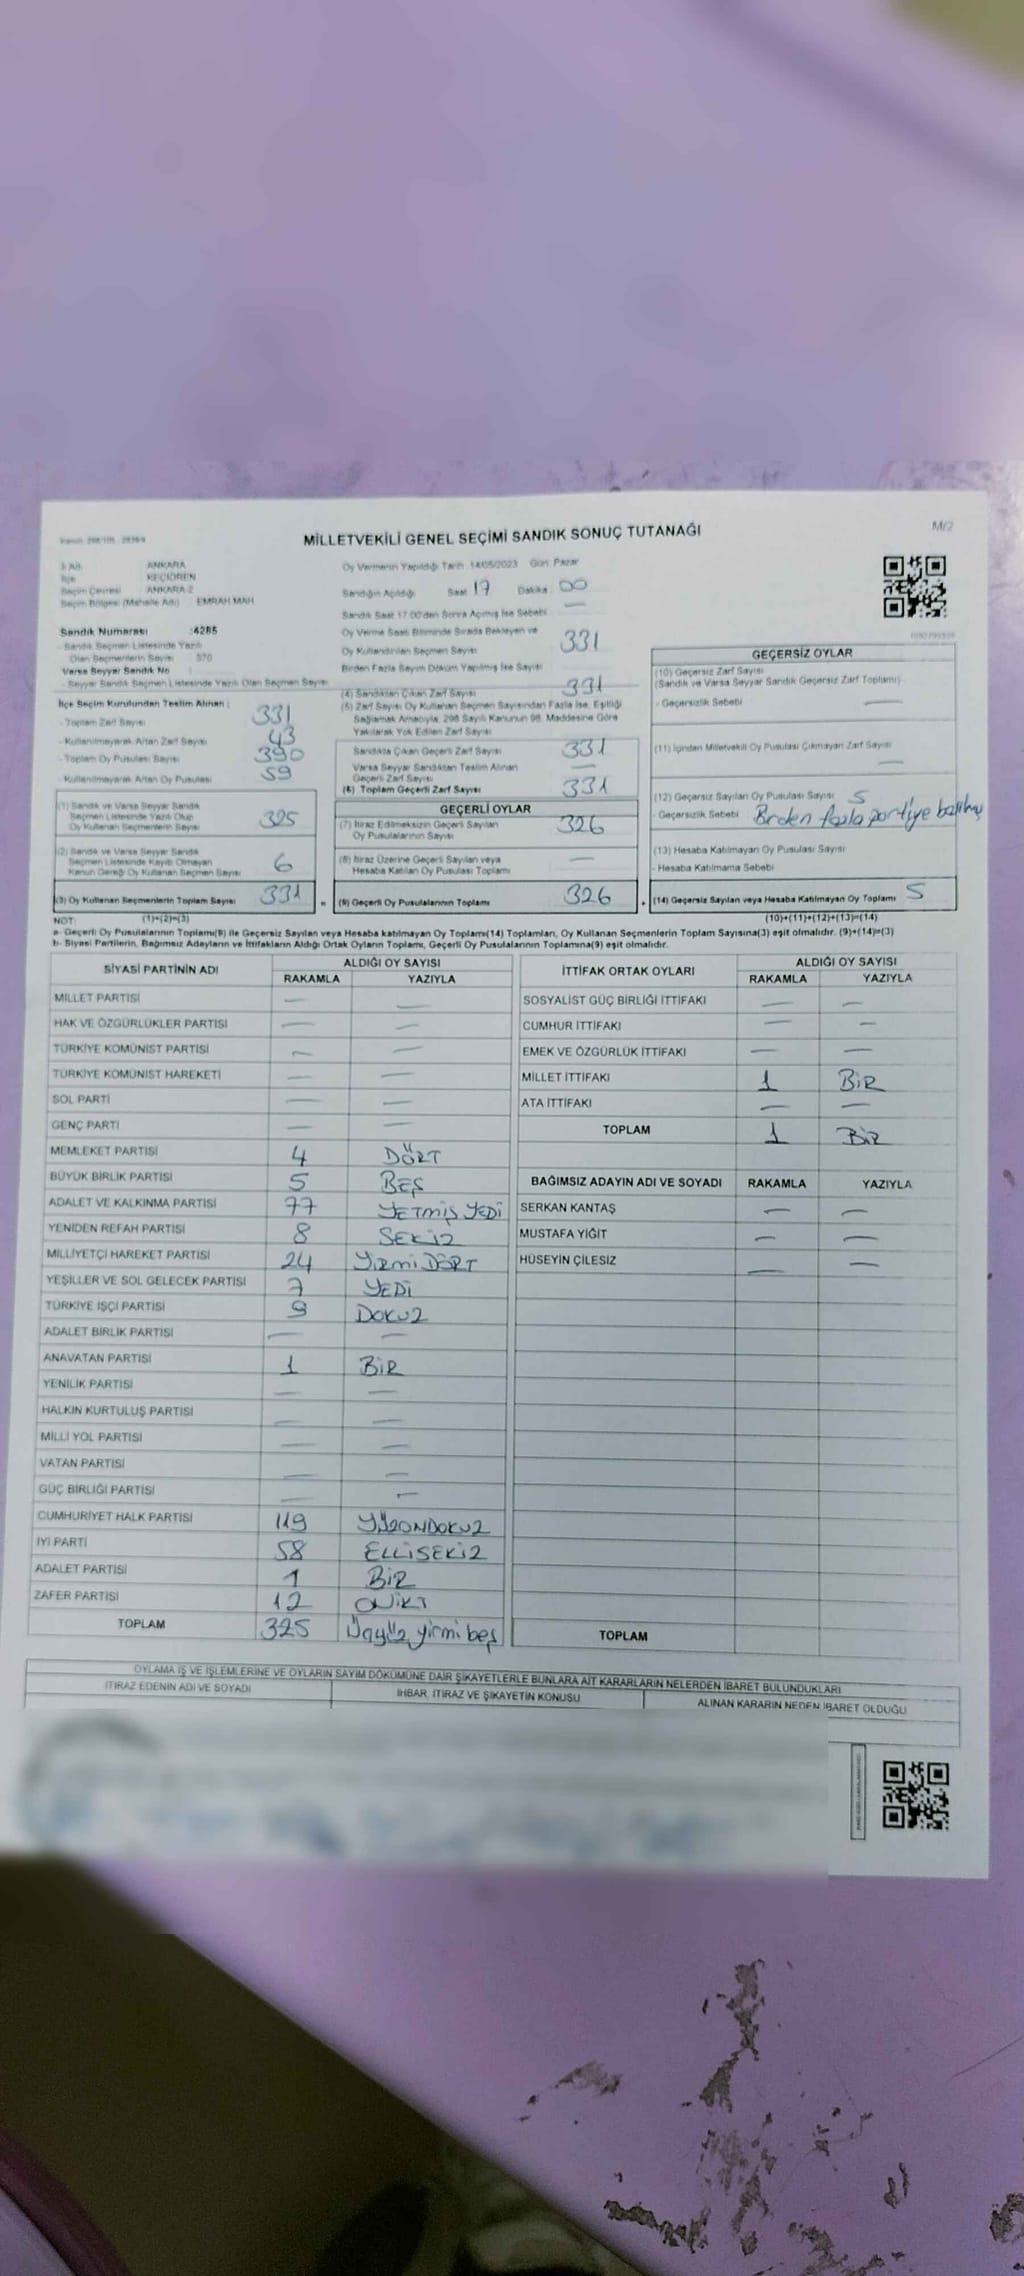 MİLLETVEKİLİ GENEL SEÇİMİ SANDIK SONUÇ TUTANAĞI
M/2
İl Adı ANKARA
İlçe KEÇİÖREN
Seçim Çevresi ANKARA-2
Seçim Bölgesi (Mahalle Adı) EMRAH MAH.
Sandık Numarası :4285
- Sandık Seçmen Listesinde Yazılı
Olan Seçmenlerin Sayısı : 370
Varsa Seyyar Sandık No
- Seyyar Sandık Seçmen Listesinde Yazılı Olan Seçmen Sayısı
İlçe Seçim Kurulundan Teslim Alınan :
- Toplam Zarf Sayısı 331
- Kullanılmayarak Artan Zarf Sayısı 43
- Toplam Oy Pusulası Sayısı 390
- Kullanılmayarak Artan Oy Pusulası 59
(1) Sandık ve Varsa Seyyar Sandık
Seçmen Listesinde Yazılı Olup
Oy Kullanan Seçmenlerin Sayısı 325
(2) Sandık ve Varsa Seyyar Sandık
Seçmen Listesinde Kayıtlı Olmayan
Kanun Gereği Oy Kullanan Seçmen Sayısı 6
(3) Oy Kullanan Seçmenlerin Toplam Sayısı 331 =
Oy Vermenin Yapıldığı Tarih 14/05/2023 Gün: Pazar
Sandığın Açıldığı Saat 17 Dakika 00
Sandık Saat 17:00'den Sonra Açılmış İse Sebebi —
Oy Verme Saati Bitiminde Sırada Bekleyen ve
Oy Kullandırılan Seçmen Sayısı 331
Birden Fazla Sayım Döküm Yapılmış İse Sayısı
(4) Sandıktan Çıkan Zarf Sayısı 331
(5) Zarf Sayısı Oy Kullanan Seçmen Sayısından Fazla İse, Eşitliği
Sağlamak Amacıyla, 298 Sayılı Kanunun 98. Maddesine Göre
Yakılarak Yok Edilen Zarf Sayısı
Sandıkta Çıkan Geçerli Zarf Sayısı 331
Varsa Seyyar Sandıktan Teslim Alınan
Geçerli Zarf Sayısı —
(6) Toplam Geçerli Zarf Sayısı 331
GEÇERLİ OYLAR
(7) İtiraz Edilmeksizin Geçerli Sayılan
Oy Pusulalarının Sayısı 326
(8) İtiraz Üzerine Geçerli Sayılan veya
Hesaba Katılan Oy Pusulası Toplamı —
(9) Geçerli Oy Pusulalarının Toplamı 326 +
GEÇERSİZ OYLAR
(10) Geçersiz Zarf Sayısı
(Sandık ve Varsa Seyyar Sandık Geçersiz Zarf Toplamı)
- Geçersizlik Sebebi —
(11) İçinden Milletvekili Oy Pusulası Çıkmayan Zarf Sayısı
—
(12) Geçersiz Sayılan Oy Pusulası Sayısı 5
- Geçersizlik Sebebi Birden fazla partiye
(13) Hesaba Katılmayan Oy Pusulası Sayısı
- Hesaba Katılmama Sebebi
(14) Geçersiz Sayılan veya Hesaba Katılmayan Oy Toplamı 5
NOT: (1)+(2)=(3) (10)+(11)+(12)+(13)=(14)
a- Geçerli Oy Pusulalarının Toplamı(9) ile Geçersiz Sayılan veya Hesaba katılmayan Oy Toplamı(14) Toplamları, Oy Kullanan Seçmenlerin Toplam Sayısına(3) eşit olmalıdır. (9)+(14)=(3)
b- Siyasi Partilerin, Bağımsız Adayların ve İttifakların Aldığı Ortak Oyların Toplamı, Geçerli Oy Pusulalarının Toplamına(9) eşit olmalıdır.
SİYASİ PARTİNİN ADI ALDIĞI OY SAYISI
RAKAMLA YAZIYLA
MİLLET PARTİSİ — —
HAK VE ÖZGÜRLÜKLER PARTİSİ — —
TÜRKİYE KOMÜNİST PARTİSİ — —
TÜRKİYE KOMÜNİST HAREKETİ — —
SOL PARTİ — —
GENÇ PARTİ — —
MEMLEKET PARTİSİ 4 DÖRT
BÜYÜK BİRLİK PARTİSİ 5 BEŞ
ADALET VE KALKINMA PARTİSİ 77 YETMİŞ YEDİ
YENİDEN REFAH PARTİSİ 8 SEKİZ
MİLLİYETÇİ HAREKET PARTİSİ 24 YİRMİ DÖRT
YEŞİLLER VE SOL GELECEK PARTİSİ 7 YEDİ
TÜRKİYE İŞÇİ PARTİSİ 9 DOKUZ
ADALET BİRLİK PARTİSİ — —
ANAVATAN PARTİSİ 1 BİR
YENİLİK PARTİSİ — —
HALKIN KURTULUŞ PARTİSİ — —
MİLLİ YOL PARTİSİ — —
VATAN PARTİSİ — —
GÜÇ BİRLİĞİ PARTİSİ — —
CUMHURİYET HALK PARTİSİ 119 YÜZONDOKUZ
İYİ PARTİ 58 ELLİSEKİZ
ADALET PARTİSİ 1 BİR
ZAFER PARTİSİ 12 ONİKİ
TOPLAM 325 Üçyüz yirmi beş
İTTİFAK ORTAK OYLARI ALDIĞI OY SAYISI
RAKAMLA YAZIYLA
SOSYALİST GÜÇ BİRLİĞİ İTTİFAKI — —
CUMHUR İTTİFAKI — —
EMEK VE ÖZGÜRLÜK İTTİFAKI — —
MİLLET İTTİFAKI 1 BİR
ATA İTTİFAKI — —
TOPLAM 1 BİR
BAĞIMSIZ ADAYIN ADI VE SOYADI RAKAMLA YAZIYLA
SERKAN KANTAŞ — —
MUSTAFA YİĞİT — —
HÜSEYİN ÇİLESİZ — —
TOPLAM
OYLAMA İŞ VE İŞLEMLERİNE VE OYLARIN SAYIM DÖKÜMÜNE DAİR ŞİKAYETLERLE BUNLARA AİT KARARLARIN NELERDEN İBARET BULUNDUKLARI
İTİRAZ EDENİN ADI VE SOYADI İHBAR, İTİRAZ VE ŞİKAYETİN KONUSU ALINAN KARARIN NEDEN İBARET OLDUĞU